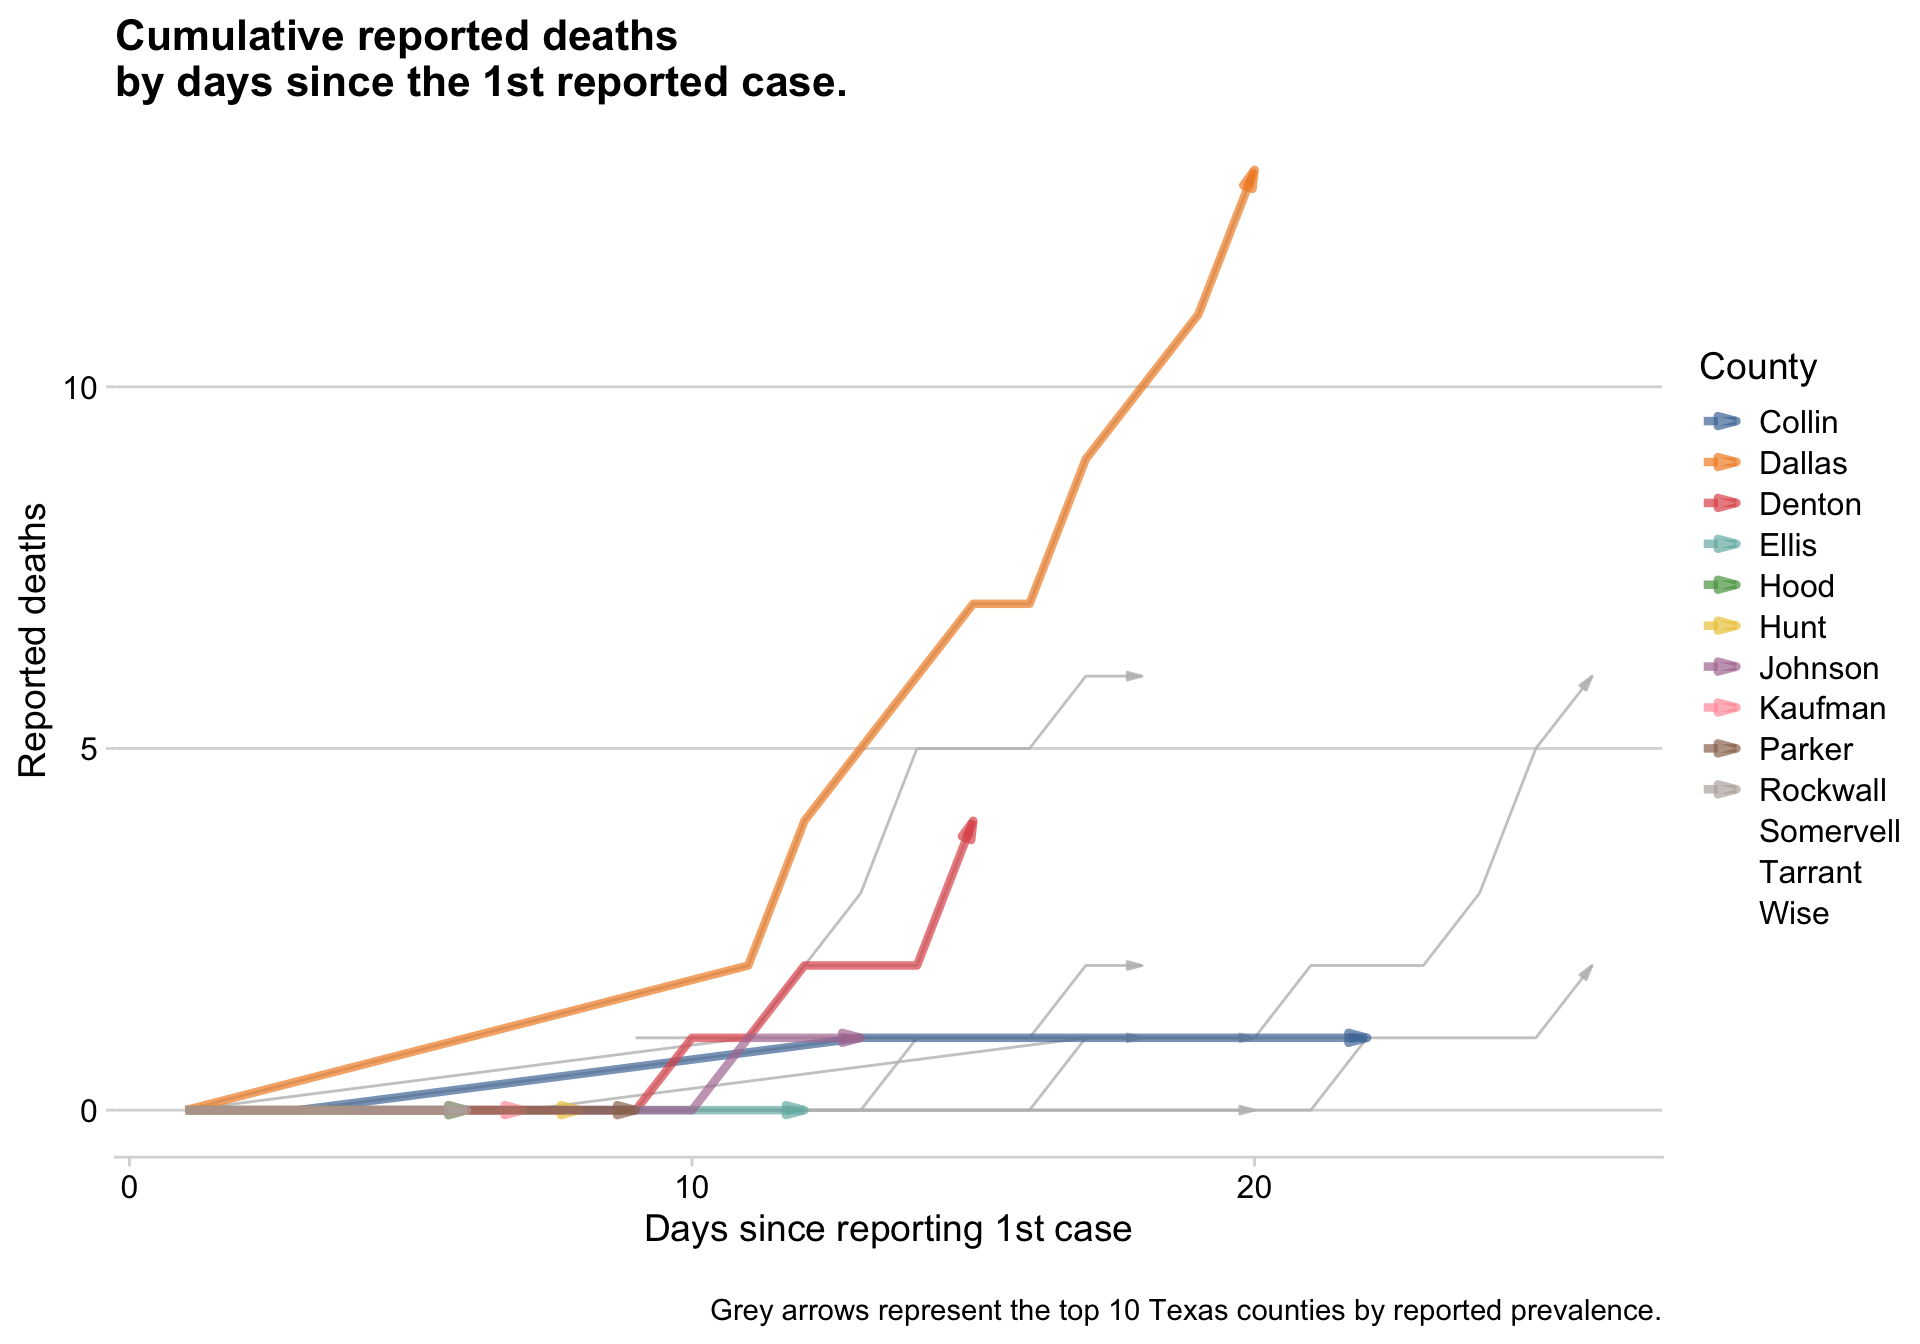 Cumulative reported deaths
by days since the 1st reported case.
10
5
0
Reported deaths
0 10 20
Days since reporting 1st case
County
Collin
Dallas
Denton
Ellis
Hood
Hunt
Johnson
Kaufman
Parker
Rockwall
Somervell
Tarrant
Wise
Grey arrows represent the top 10 Texas counties by reported prevalence.